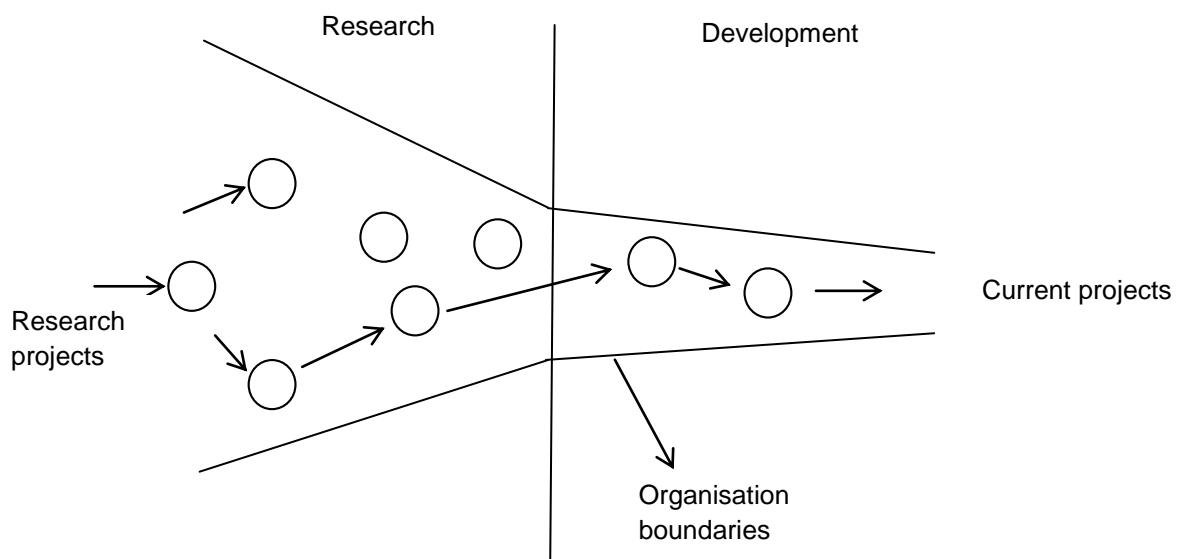 Research
Development
Research
projects
Current projects
Organisation
boundaries